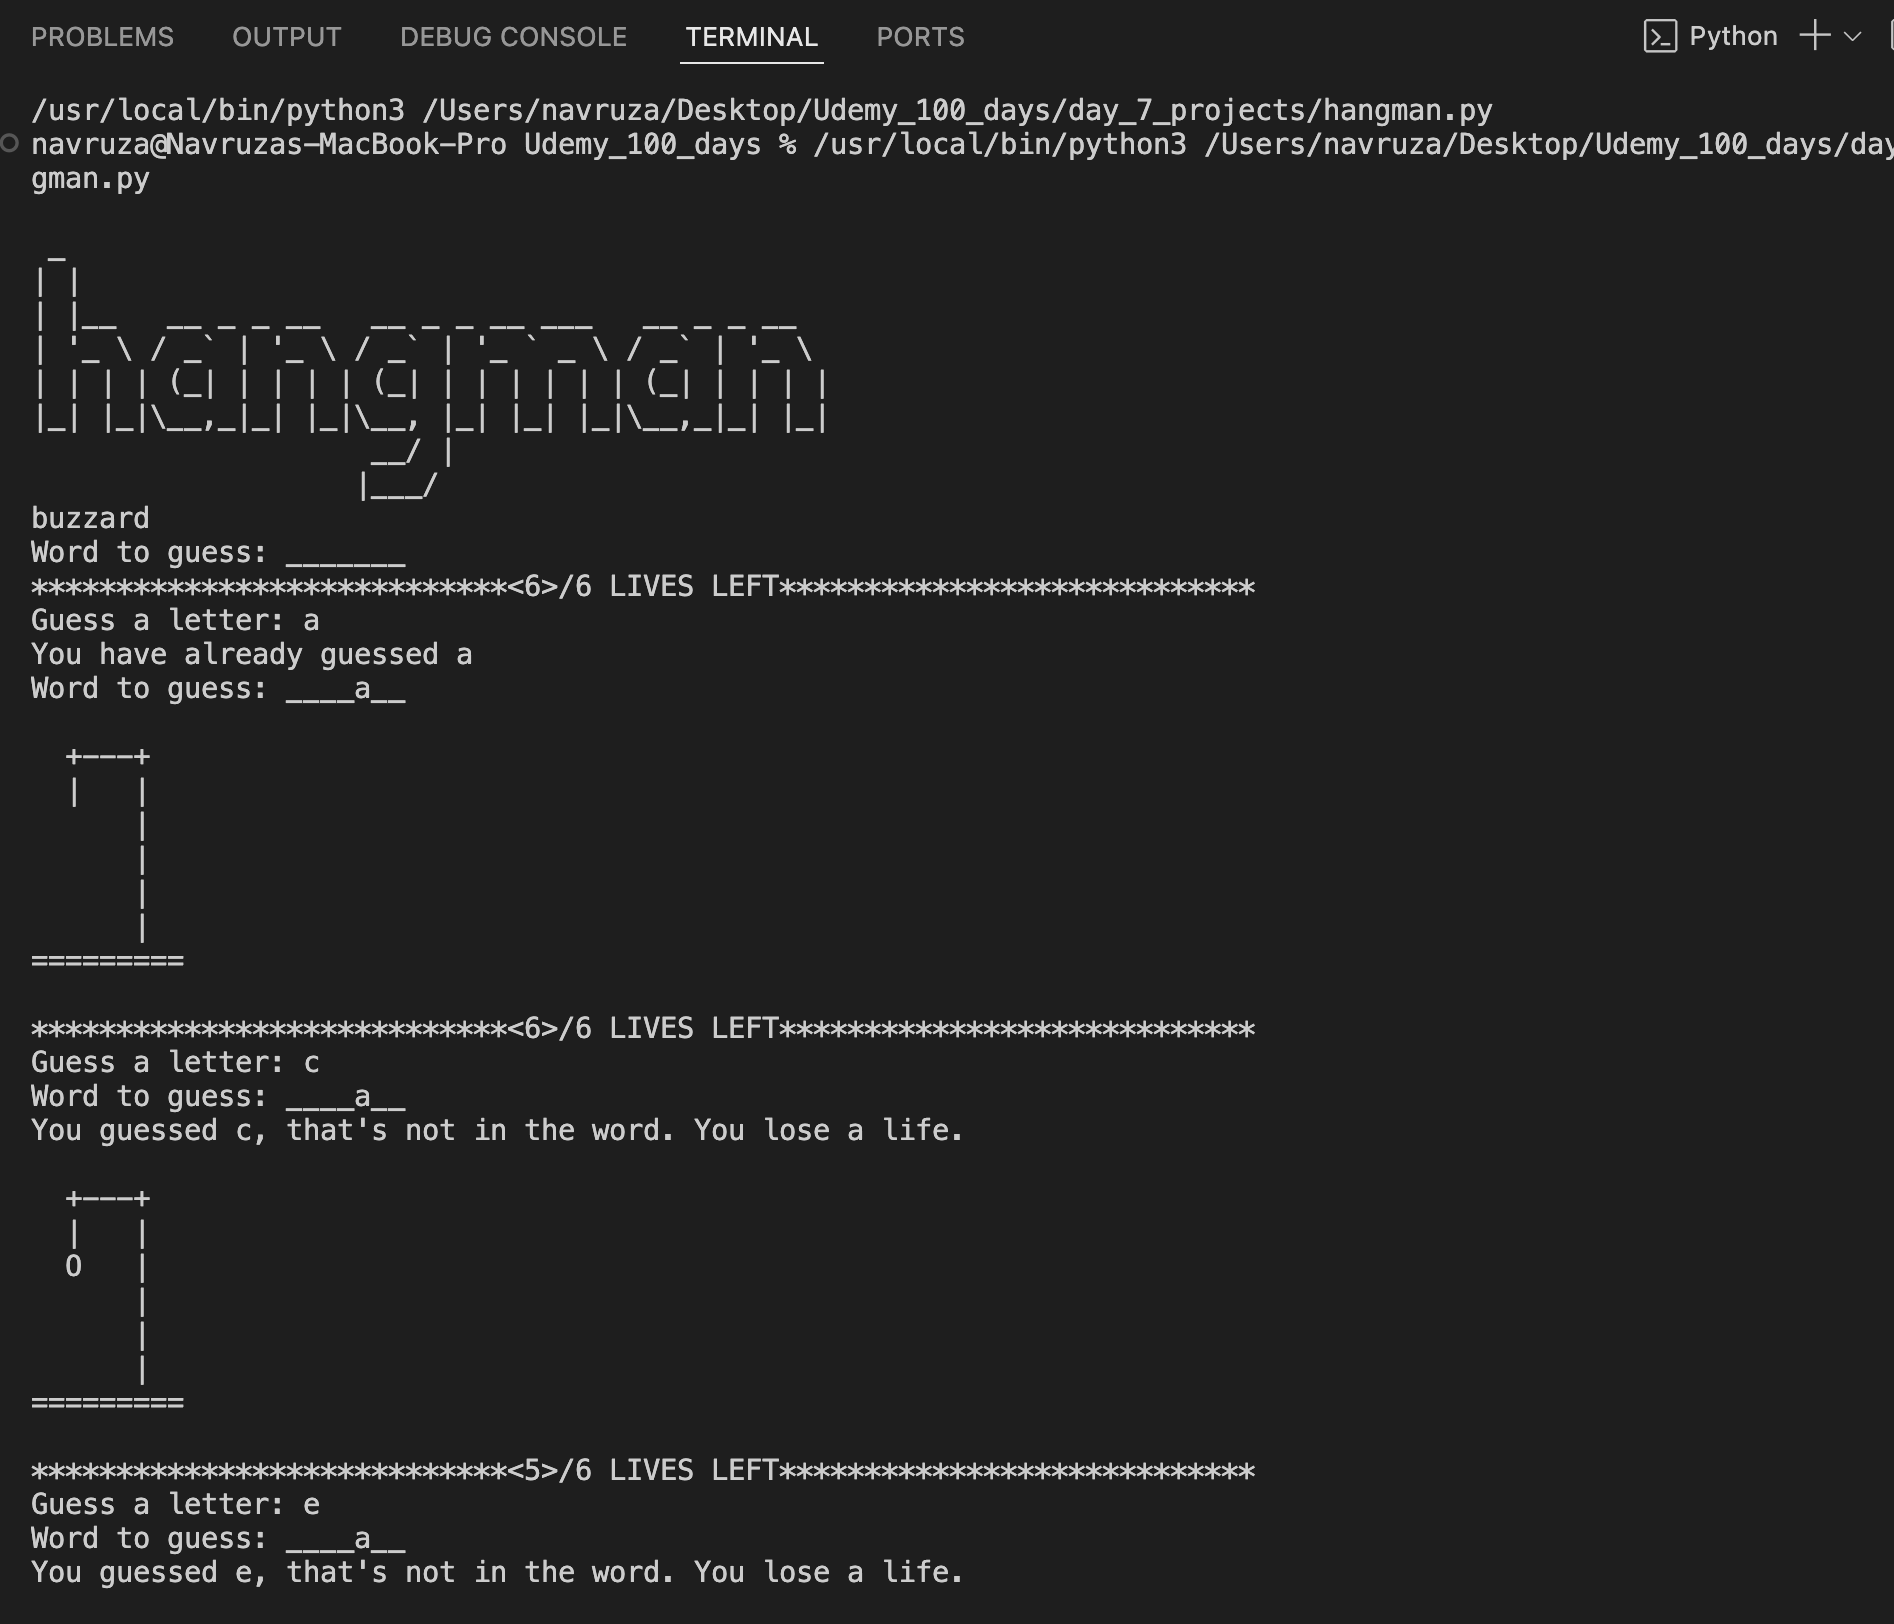 PROBLEMS OUTPUT DEBUG CONSOLE TERMINAL PORTS Python
/usr/local/bin/python3 /Users/navruza/Desktop/Udemy_100_days/day_7_projects/hangman.py
navruza@Navruzas-MacBook-Pro Udemy_100_days % /usr/local/bin/python3 /Users/navruza/Desktop/Udemy_100_days/day
gman.py
 _
| |
| |__   __ _ _ __   __ _ _ __ ___   __ _ _ __
| '_ \ / _` | '_ \ / _` | '_ ` _ \ / _` | '_ \
| | | | (_| | | | | (_| | | | | | | (_| | | | |
|_| |_|\__,_|_| |_|\__, |_| |_| |_|\__,_|_| |_|
                    __/ |
                   |___/
buzzard
Word to guess: _______
****************************<6>/6 LIVES LEFT****************************
Guess a letter: a
You have already guessed a
Word to guess: ____a__
  +---+
  |   |
      |
      |
      |
      |
=========
****************************<6>/6 LIVES LEFT****************************
Guess a letter: c
Word to guess: ____a__
You guessed c, that's not in the word. You lose a life.
  +---+
  |   |
  O   |
      |
      |
      |
=========
****************************<5>/6 LIVES LEFT****************************
Guess a letter: e
Word to guess: ____a__
You guessed e, that's not in the word. You lose a life.